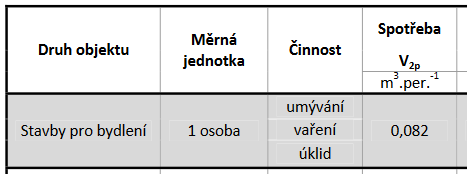 Druh objektu
Měrná
jednotka
Činnost
Spotřeba
V2p
m³.per.⁻¹
Stavby pro bydlení
1 osoba
umývání
vaření
úklid
0,082